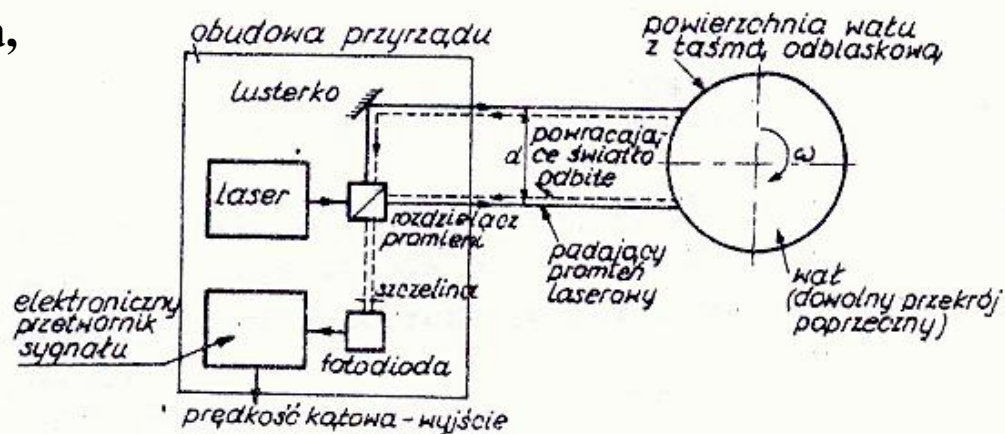 a,
obudowa przyrządu
powierzchnia wału
z taśmą odblaskową
lusterko
powracają-
ce światło
odbite
d
ω
laser
rozdzielacz
promieni
padający
promień
laserowy
wał
(dowolny przekrój
poprzeczny)
szczelina
elektroniczny
przetwornik
sygnału
fotodioda
prędkość kątowa - wyjście